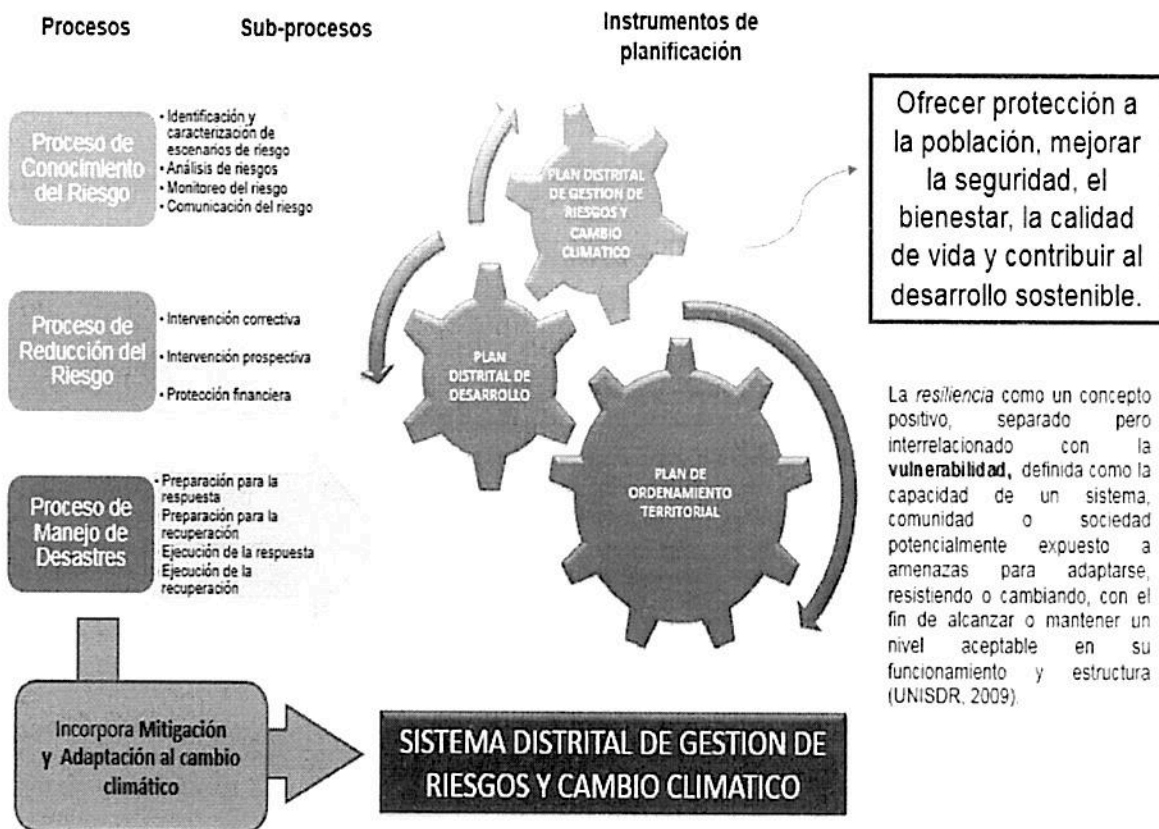 Procesos
Sub-procesos
Instrumentos de
planificación
Proceso de
Conocimiento
del Riesgo
• Identificación y
caracterización de
escenarios de riesgo
• Análisis de riesgos
• Monitoreo del riesgo
• Comunicación del riesgo
Proceso de
Reducción del
Riesgo
• Intervención correctiva
• Intervención prospectiva
• Protección financiera
Proceso de
Manejo de
Desastres
• Preparación para la
respuesta
Preparación para la
recuperación
• Ejecución de la respuesta
• Ejecución de la
recuperación
PLAN DISTRITAL
DE GESTION DE
RIESGOS Y
CAMBIO
CLIMATICO
PLAN
DISTRITAL DE
DESARROLLO
PLAN DE
ORDENAMIENTO
TERRITORIAL
Ofrecer protección a
la población, mejorar
la seguridad, el
bienestar, la calidad
de vida y contribuir al
desarrollo sostenible.
La resiliencia como un concepto
positivo, separado pero
interrelacionado con la
vulnerabilidad, definida como la
capacidad de un sistema,
comunidad o sociedad
potencialmente expuesto a
amenazas para adaptarse,
resistiendo o cambiando, con el
fin de alcanzar o mantener un
nivel aceptable en su
funcionamiento y estructura
(UNISDR, 2009).
Incorpora Mitigación
y Adaptación al cambio
climático
SISTEMA DISTRITAL DE GESTION DE
RIESGOS Y CAMBIO CLIMATICO